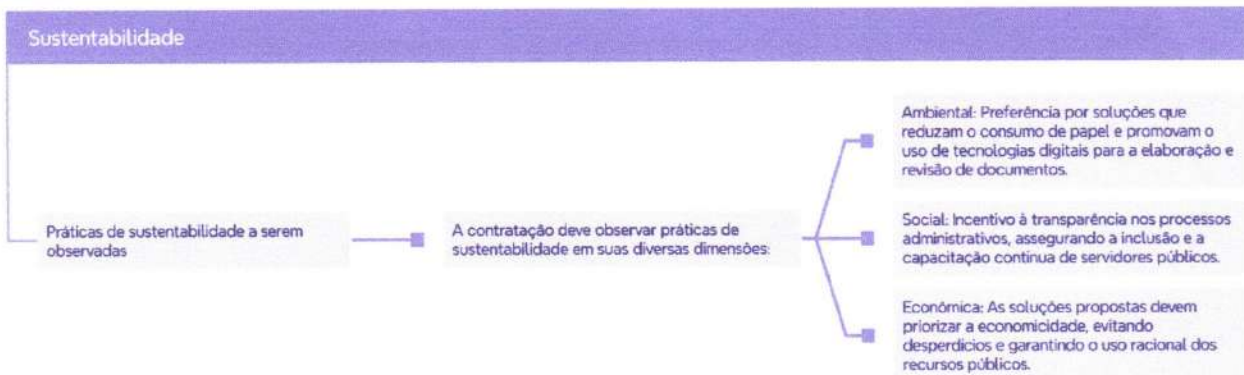 Sustentabilidade
Práticas de sustentabilidade a serem
observadas
A contratação deve observar práticas de
sustentabilidade em suas diversas dimensões:
Ambiental: Preferência por soluções que
reduzam o consumo de papel e promovam o
uso de tecnologias digitais para a elaboração e
revisão de documentos.
Social: Incentivo à transparência nos processos
administrativos, assegurando a inclusão e a
capacitação contínua de servidores públicos.
Econômica: As soluções propostas devem
priorizar a economicidade, evitando
desperdícios e garantindo o uso racional dos
recursos públicos.